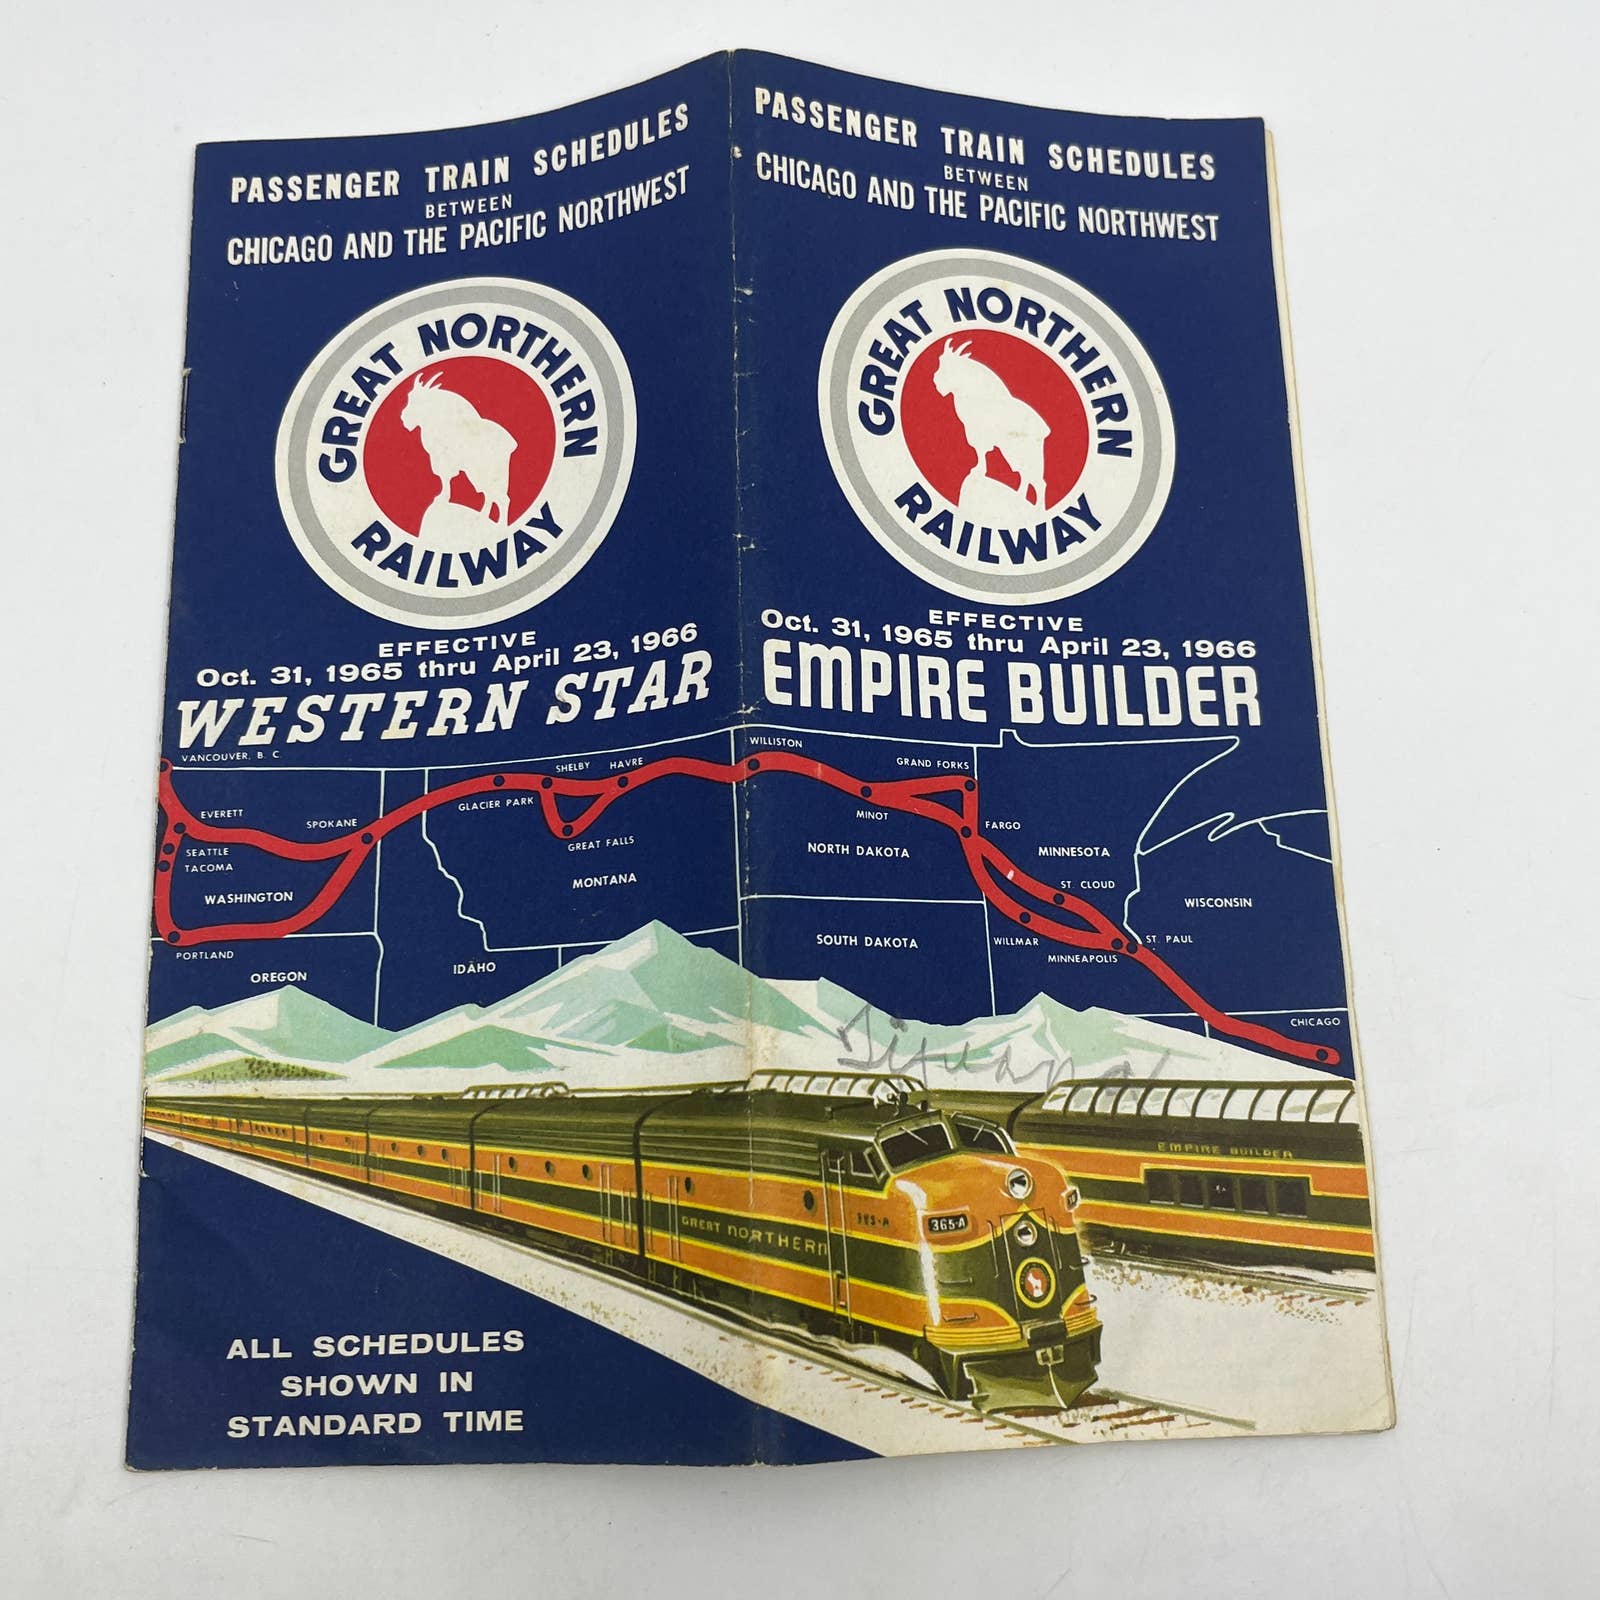 PASSENGER TRAIN SCHEDULES
BETWEEN
CHICAGO AND THE PACIFIC NORTHWEST
GREAT NORTHERN
RAILWAY
EFFECTIVE
Oct. 31, 1965 thru April 23, 1966
WESTERN STAR
PASSENGER TRAIN SCHEDULES
BETWEEN
CHICAGO AND THE PACIFIC NORTHWEST
GREAT NORTHERN
RAILWAY
EFFECTIVE
Oct. 31, 1965 thru April 23, 1966
EMPIRE BUILDER
VANCOUVER, B. C.
EVERETT
SEATTLE
TACOMA
WASHINGTON
PORTLAND
OREGON
SPOKANE
IDAHO
GLACIER PARK
SHELBY
HAVRE
GREAT FALLS
MONTANA
WILLISTON
MINOT
GRAND FORKS
NORTH DAKOTA
FARGO
MINNESOTA
SOUTH DAKOTA
ST. CLOUD
WILLMAR
MINNEAPOLIS
ST. PAUL
WISCONSIN
CHICAGO
Tijuana
EMPIRE BUILDER
GREAT NORTHERN
365-A
365-A
ALL SCHEDULES
SHOWN IN
STANDARD TIME